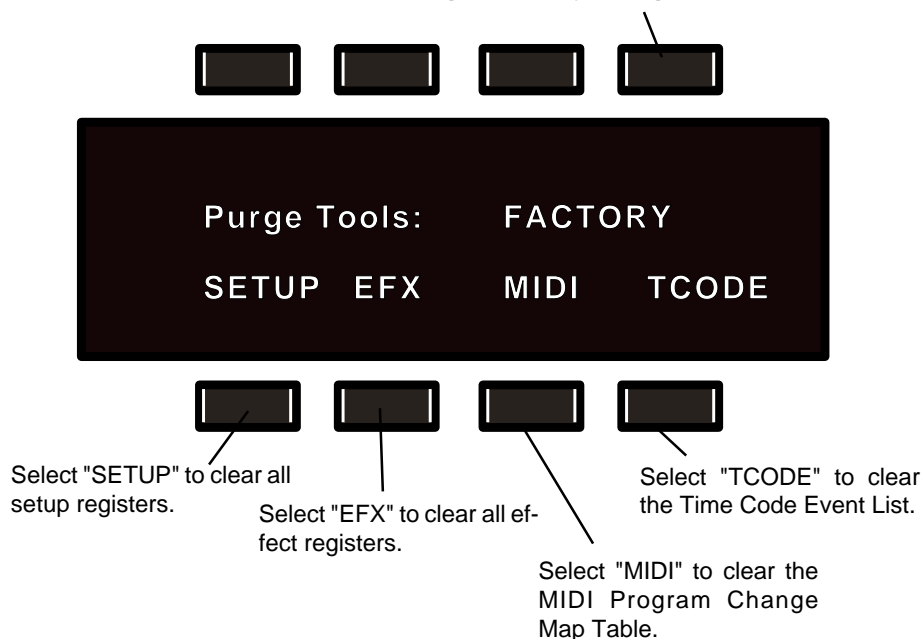 Purge Tools: FACTORY
SETUP EFX MIDI TCODE
Select "SETUP" to clear all
setup registers.
Select "EFX" to clear all ef-
fect registers.
Select "MIDI" to clear the
MIDI Program Change
Map Table.
Select "TCODE" to clear
the Time Code Event List.